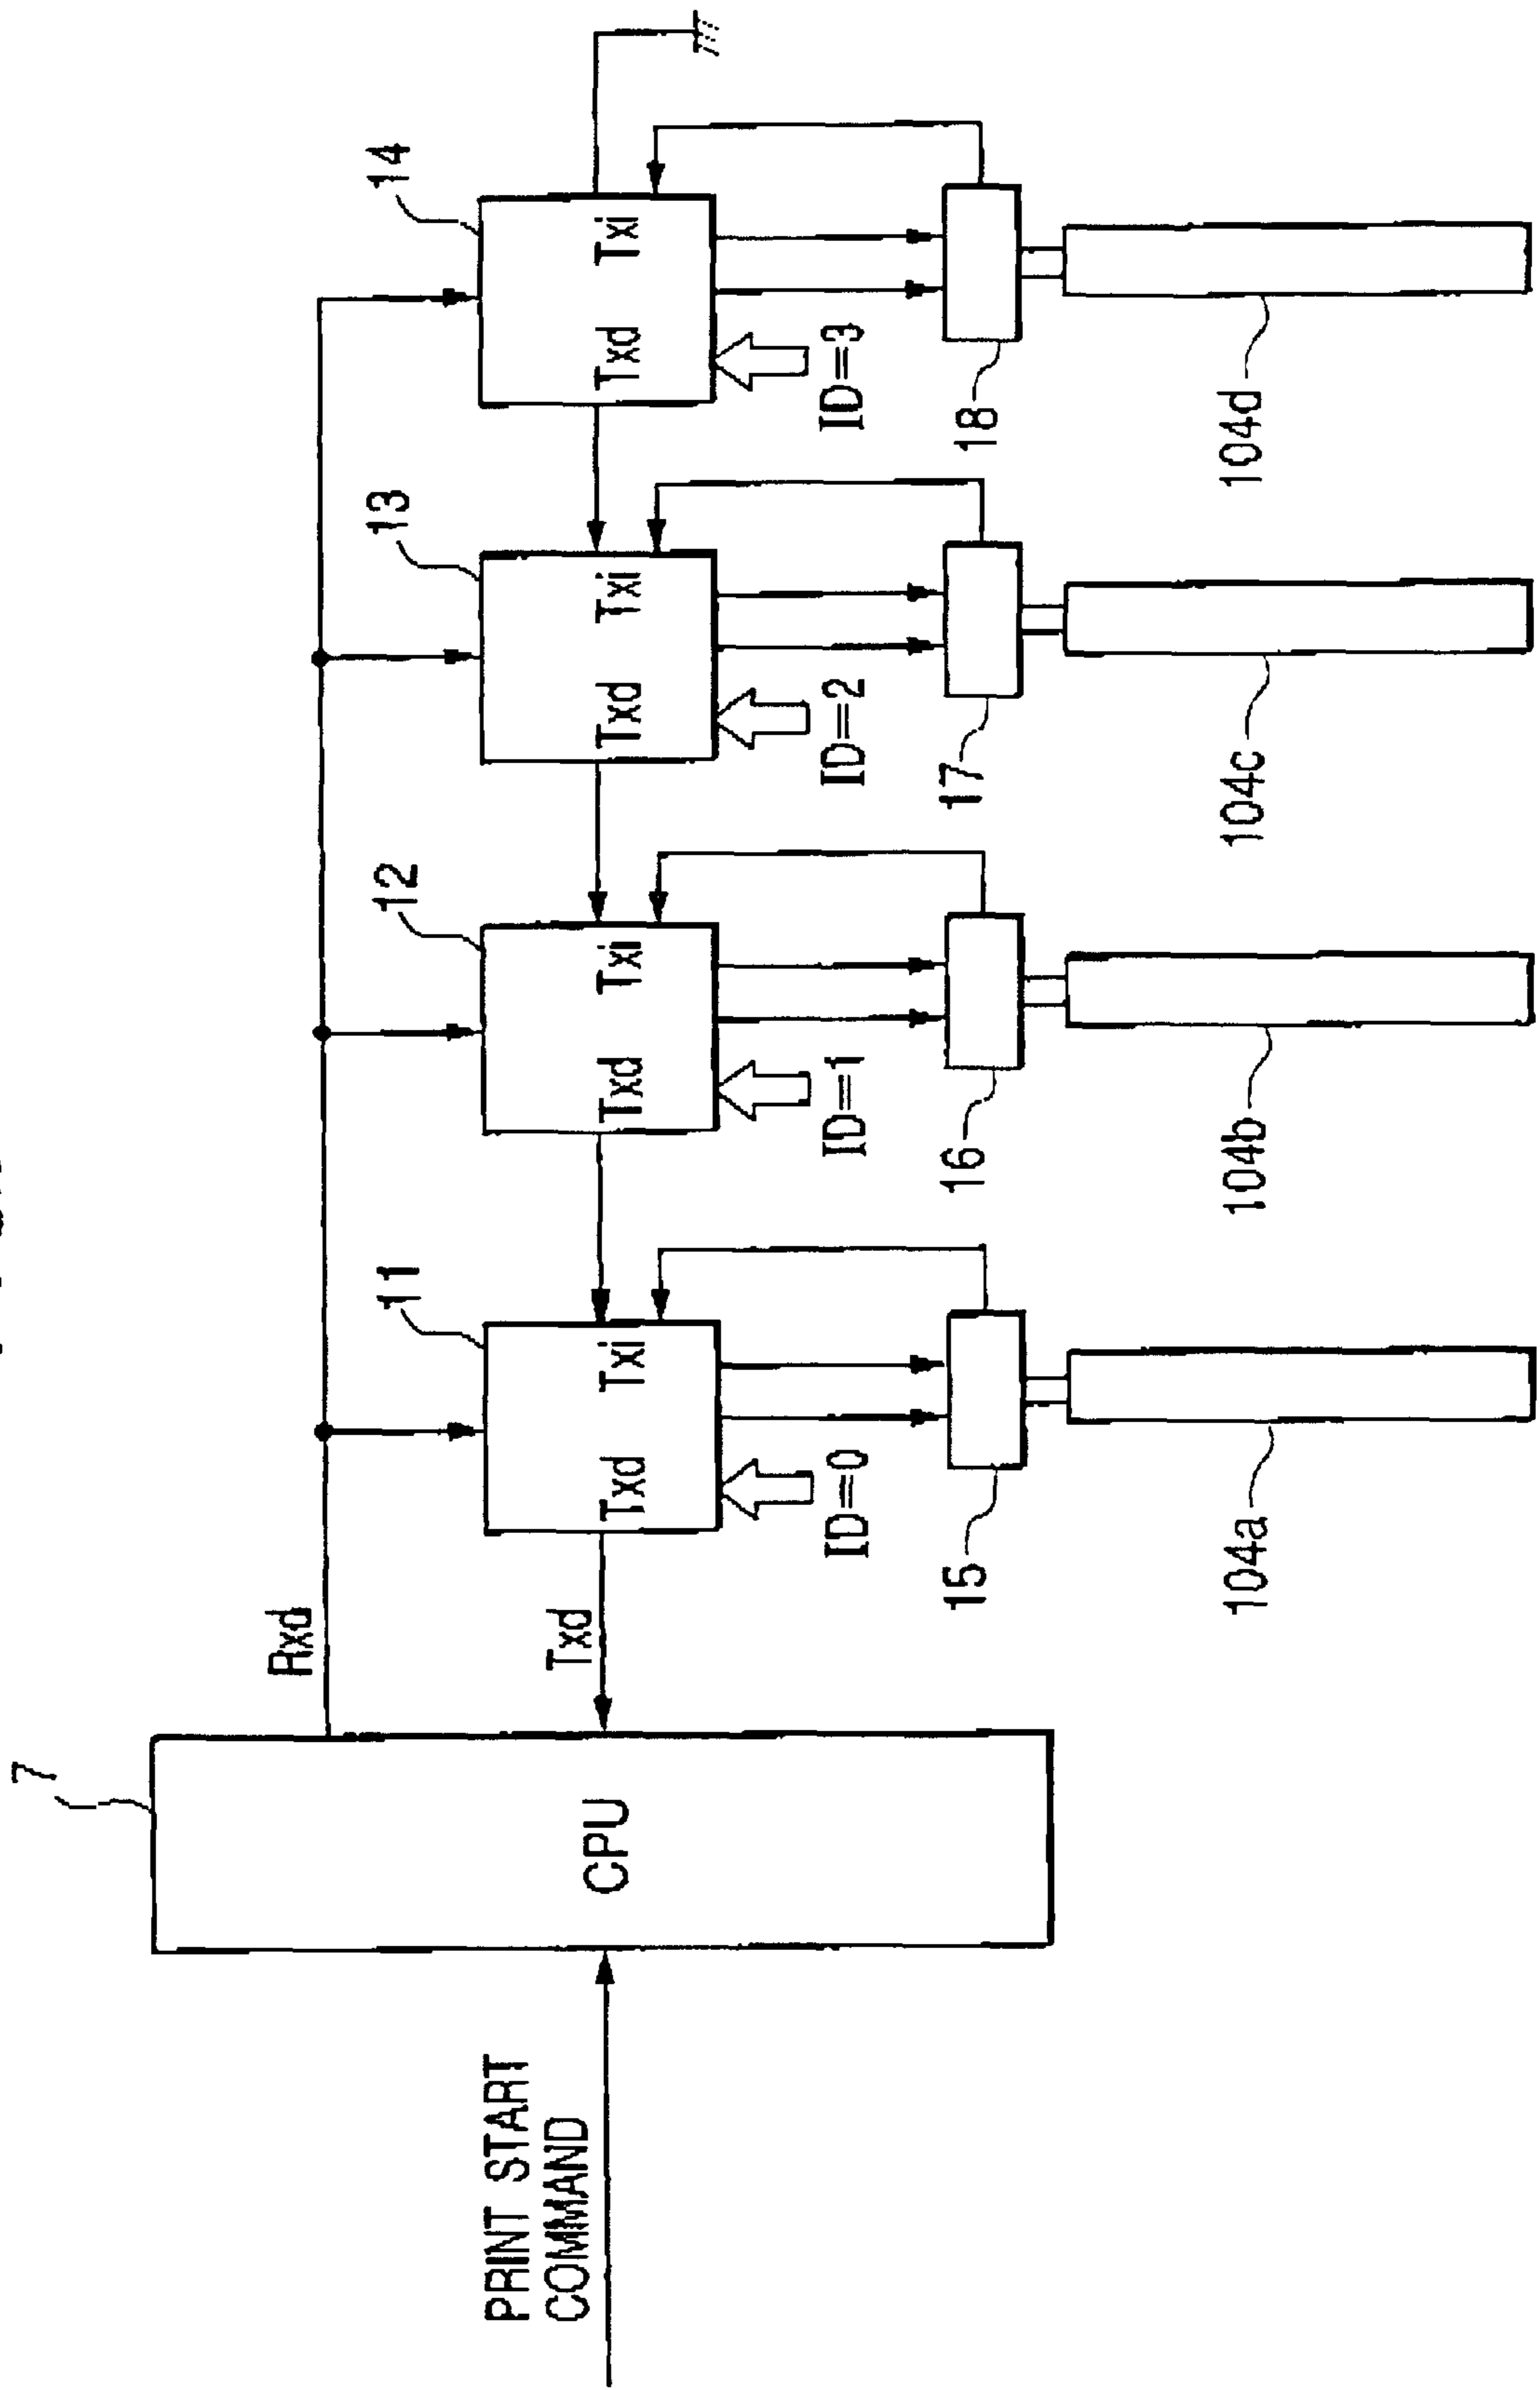 7
Rxd
11
12
13
14
PRINT START
COMMAND
CPU
Txd
Txd
Txi
Txd
Txi
Txd
Txi
Txd
Txi
ID=0
ID=1
ID=2
ID=3
15
16
17
18
104a
104b
104c
104d